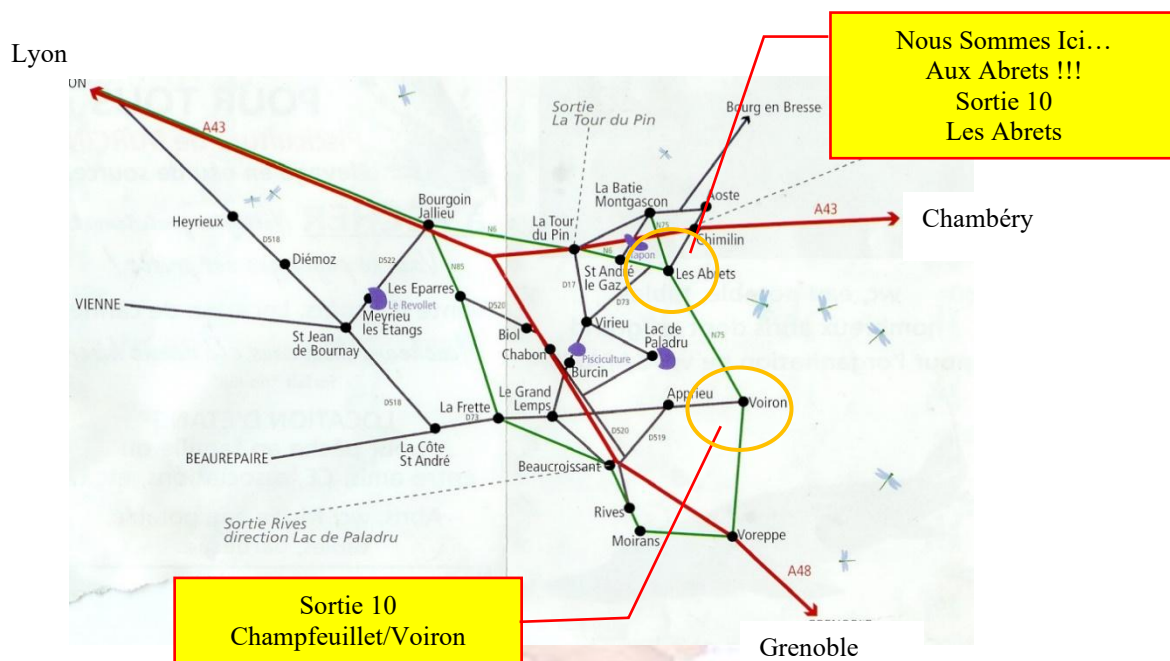 Lyon
Nous Sommes Ici…
Aux Abrets !!!
Sortie 10
Les Abrets
ON
POUR TOU
A43
Sortie
La Tour du Pin
Bourg en Bresse
La Batie
Montgascon
Aoste
Bourgoin
Jallieu
Heyrieux
La Tour
du Pin
N75
A43
Chambéry
Chimilin
N6
N6
D518
D522
Diémoz
N85
St André
le Gaz
Les Abrets
D17
D73
Les Eparres
VIENNE
Le Revollet
Meyrieu
les Etangs
D520
St Jean
de Bournay
Biol
Virieu
Lac de
Paladru
N75
Chabon
Pisciculture
Burcin
Le Grand
Lemps
Apprieu
Voiron
D518
La Frette
D73
D520
D519
La Côte
St André
BEAUREPAIRE
Beaucroissant
Rives
Sortie Rives
direction Lac de Paladru
Moirans
Voreppe
A48
Sortie 10
Champfeuillet/Voiron
Grenoble